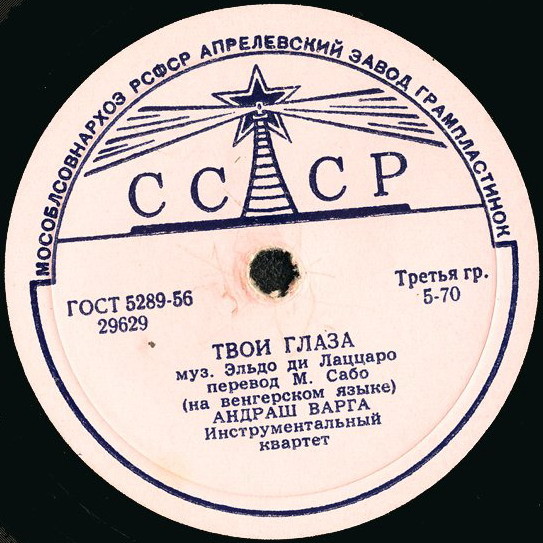 МОСОБЛСОВНАРХОЗ РСФСР АПРЕЛЕВСКИЙ ЗАВОД ГРАМПЛАСТИНОК
СССР
ГОСТ 5289-56
29629
Третья гр.
5-70
ТВОИ ГЛАЗА
муз. Эльдо ди Лаццаро
перевод М. Сабо
(на венгерском языке)
АНДРАШ ВАРГА
Инструментальный
квартет